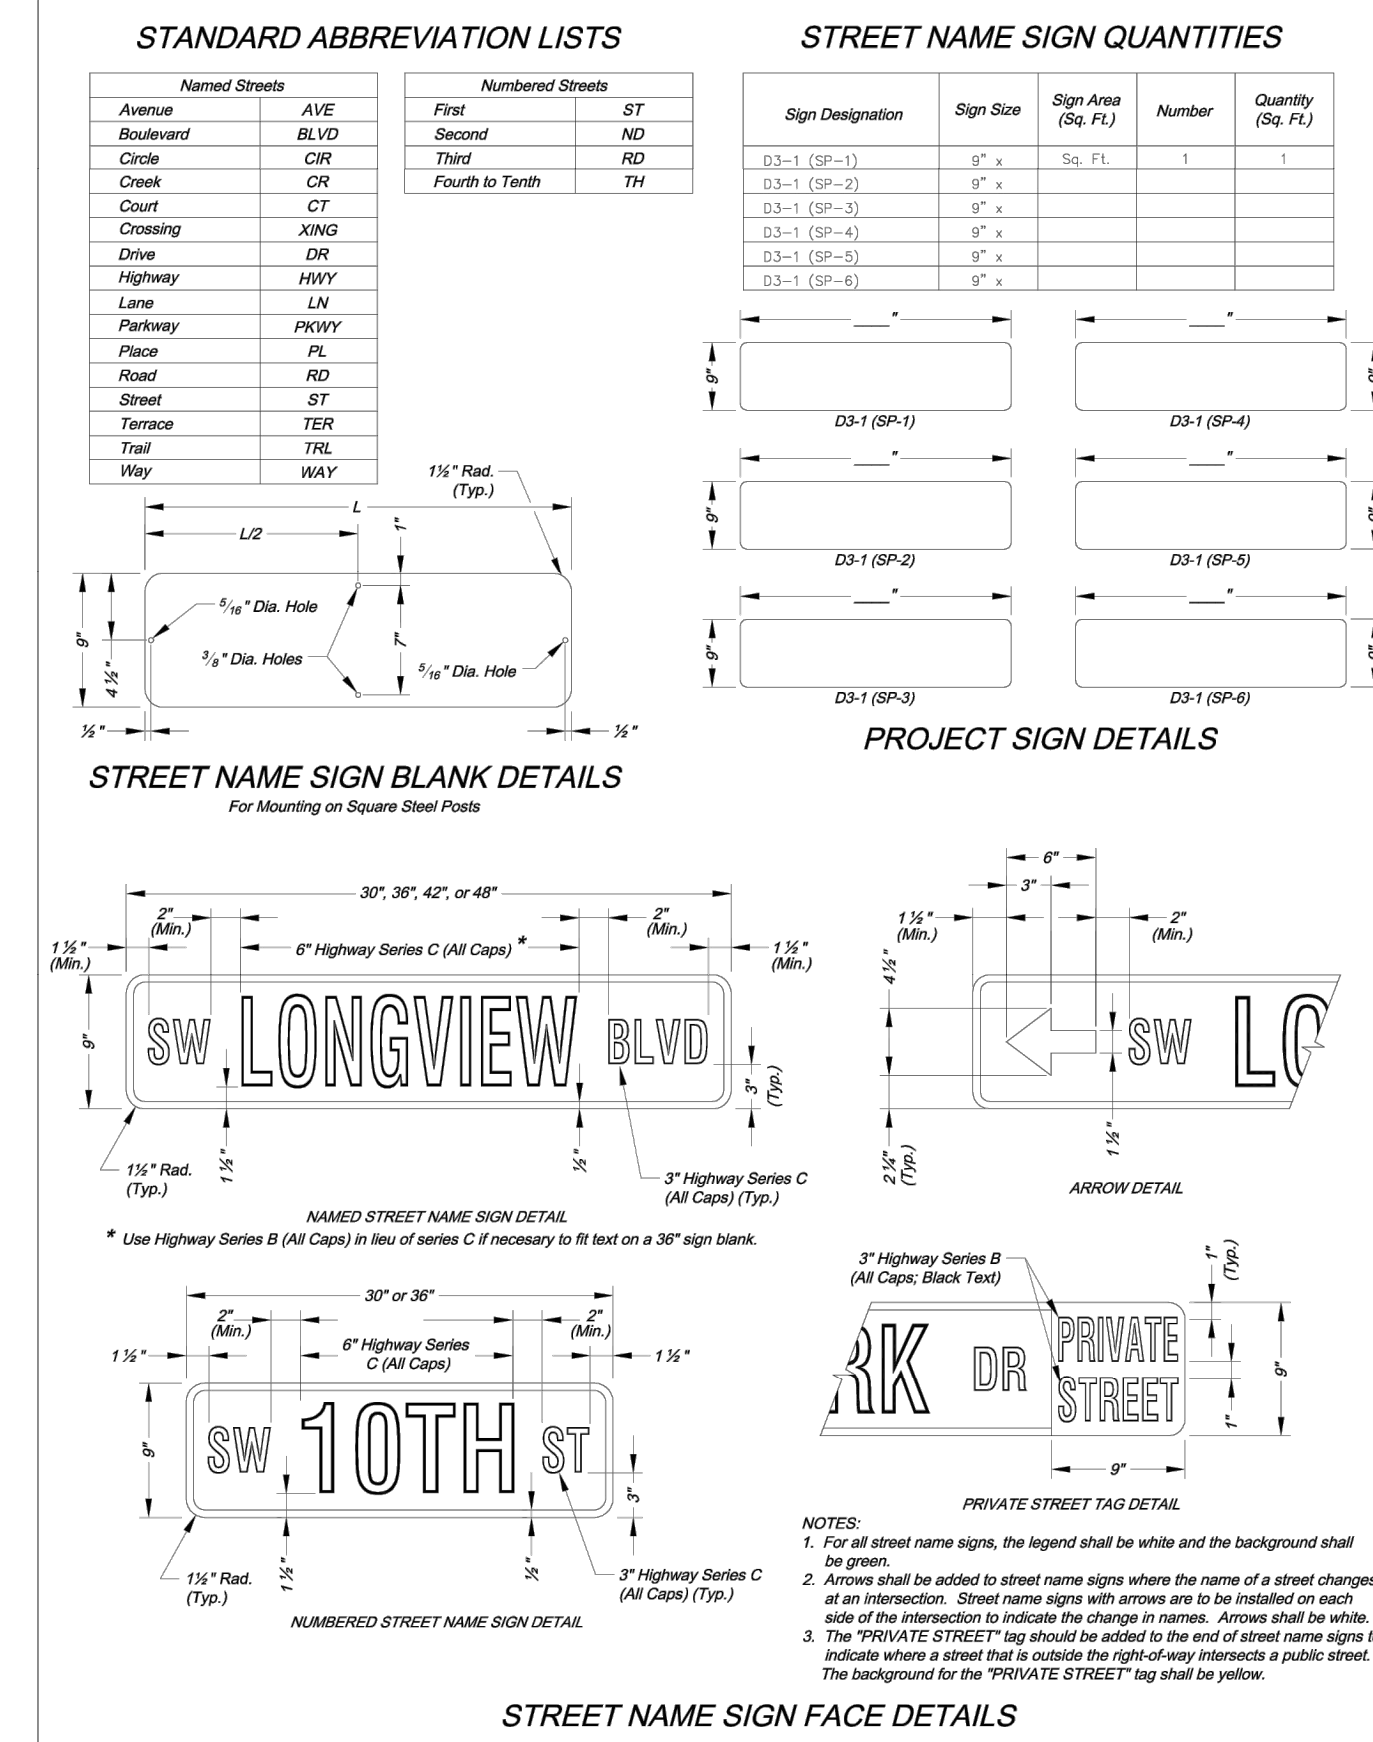 STANDARD ABBREVIATION LISTS
Named Streets
Avenue AVE
Boulevard BLVD
Circle CIR
Creek CR
Court CT
Crossing XING
Drive DR
Highway HWY
Lane LN
Parkway PKWY
Place PL
Road RD
Street ST
Terrace TER
Trail TRL
Way WAY
Numbered Streets
First ST
Second ND
Third RD
Fourth to Tenth TH
STREET NAME SIGN QUANTITIES
Sign Designation Sign Size Sign Area (Sq. Ft.) Number Quantity (Sq. Ft.)
D3-1 (SP-1) 9" x Sq. Ft. 1 1
D3-1 (SP-2) 9" x
D3-1 (SP-3) 9" x
D3-1 (SP-4) 9" x
D3-1 (SP-5) 9" x
D3-1 (SP-6) 9" x
____" ____"
9" 9"
D3-1 (SP-1) D3-1 (SP-4)
____" ____"
9" 9"
D3-1 (SP-2) D3-1 (SP-5)
____" ____"
9" 9"
D3-1 (SP-3) D3-1 (SP-6)
PROJECT SIGN DETAILS
1½" Rad.
(Typ.)
L
L/2
1"
5/16" Dia. Hole
9"
4½"
3/8" Dia. Holes
7"
5/16" Dia. Hole
½" ½"
STREET NAME SIGN BLANK DETAILS
For Mounting on Square Steel Posts
30", 36", 42", or 48"
2"
(Min.)
2"
(Min.)
1½"
(Min.)
6" Highway Series C (All Caps) *
1½"
(Min.)
9"
SW LONGVIEW BLVD
3"
(Typ.)
1½" Rad.
(Typ.)
1½"
½"
3" Highway Series C
(All Caps) (Typ.)
NAMED STREET NAME SIGN DETAIL
* Use Highway Series B (All Caps) in lieu of series C if necesary to fit text on a 36" sign blank.
6"
3"
1½"
(Min.)
2"
(Min.)
4½"
SW LO
2¼"
(Typ.)
1½"
ARROW DETAIL
30" or 36"
2"
(Min.)
2"
(Min.)
1½"
6" Highway Series
C (All Caps)
1½"
9"
SW 10TH ST
3"
1½" Rad.
(Typ.)
1½"
½"
3" Highway Series C
(All Caps) (Typ.)
NUMBERED STREET NAME SIGN DETAIL
3" Highway Series B
(All Caps; Black Text)
1"
(Typ.)
RK DR PRIVATE
STREET
9"
1"
9"
PRIVATE STREET TAG DETAIL
NOTES:
1. For all street name signs, the legend shall be white and the background shall
be green.
2. Arrows shall be added to street name signs where the name of a street changes
at an intersection. Street name signs with arrows are to be installed on each
side of the intersection to indicate the change in names. Arrows shall be white.
3. The "PRIVATE STREET" tag should be added to the end of street name signs
indicate where a street that is outside the right-of-way intersects a public street.
The background for the "PRIVATE STREET" tag shall be yellow.
STREET NAME SIGN FACE DETAILS